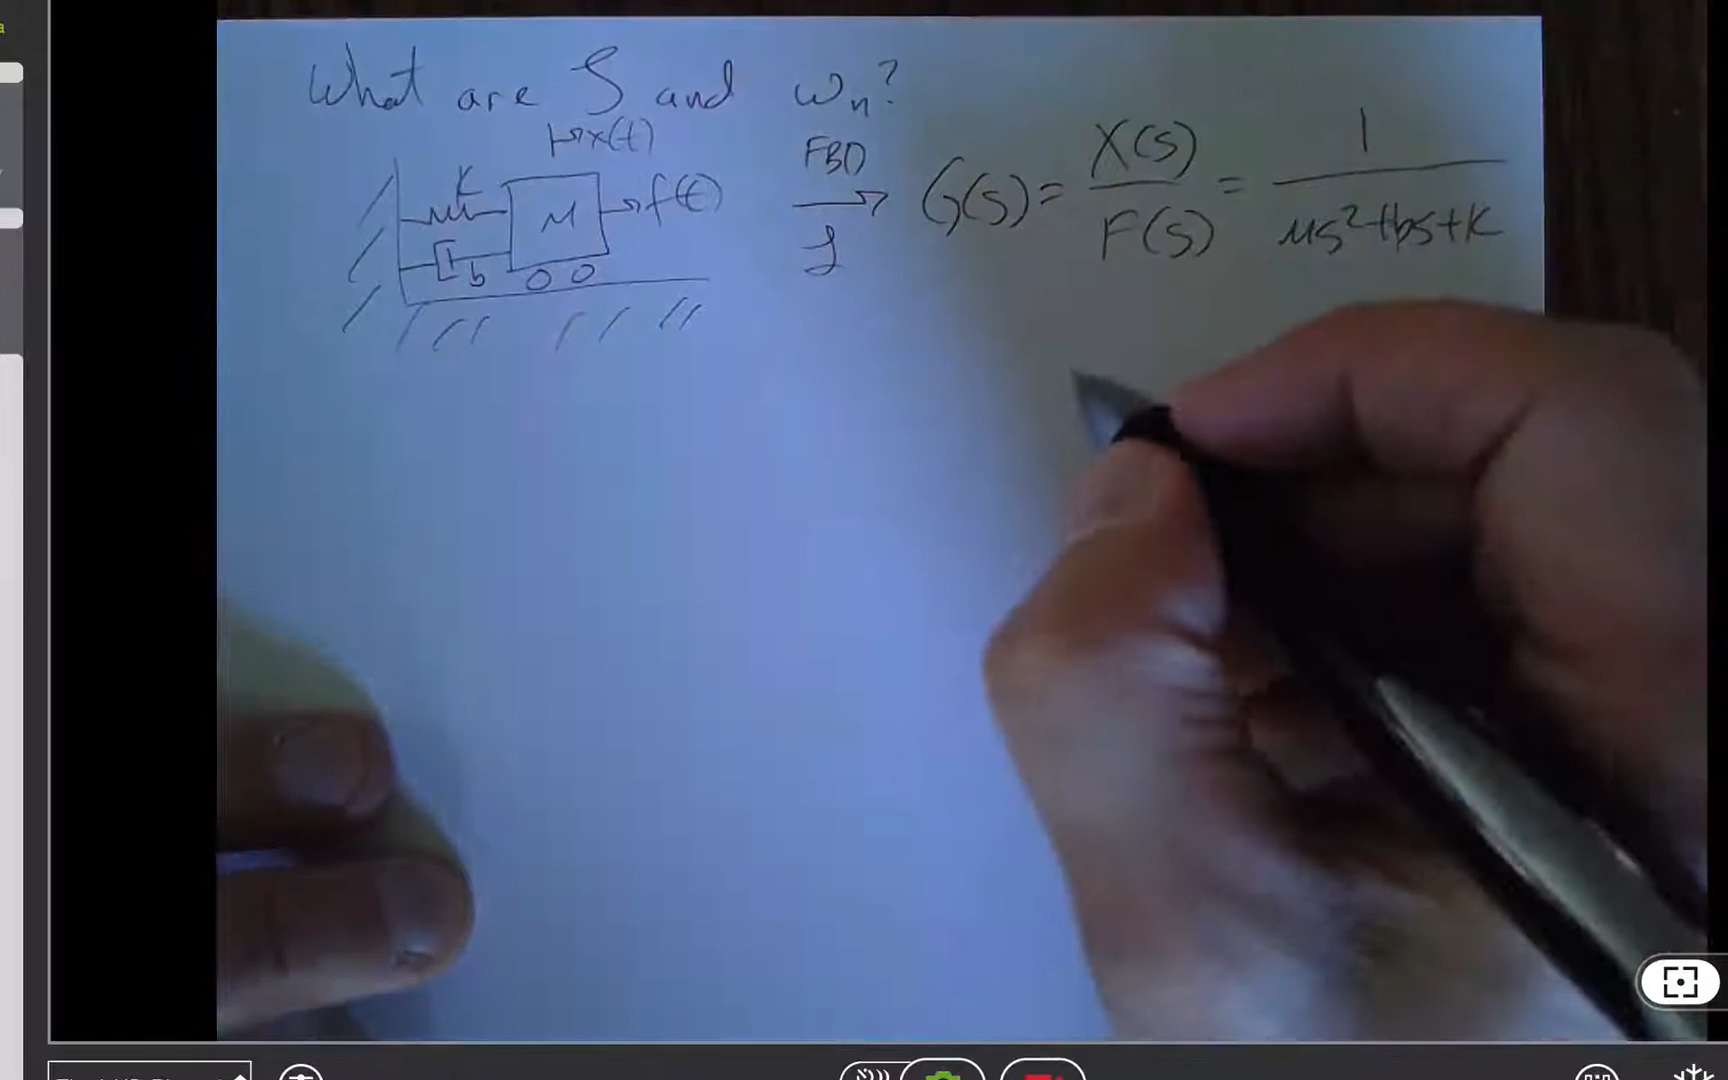 What are ζ and ωn?
x(t)
K
M
f(t)
b
FBD
ℒ
G(s) = X(s) / F(s) = 1 / Ms²+bs+K